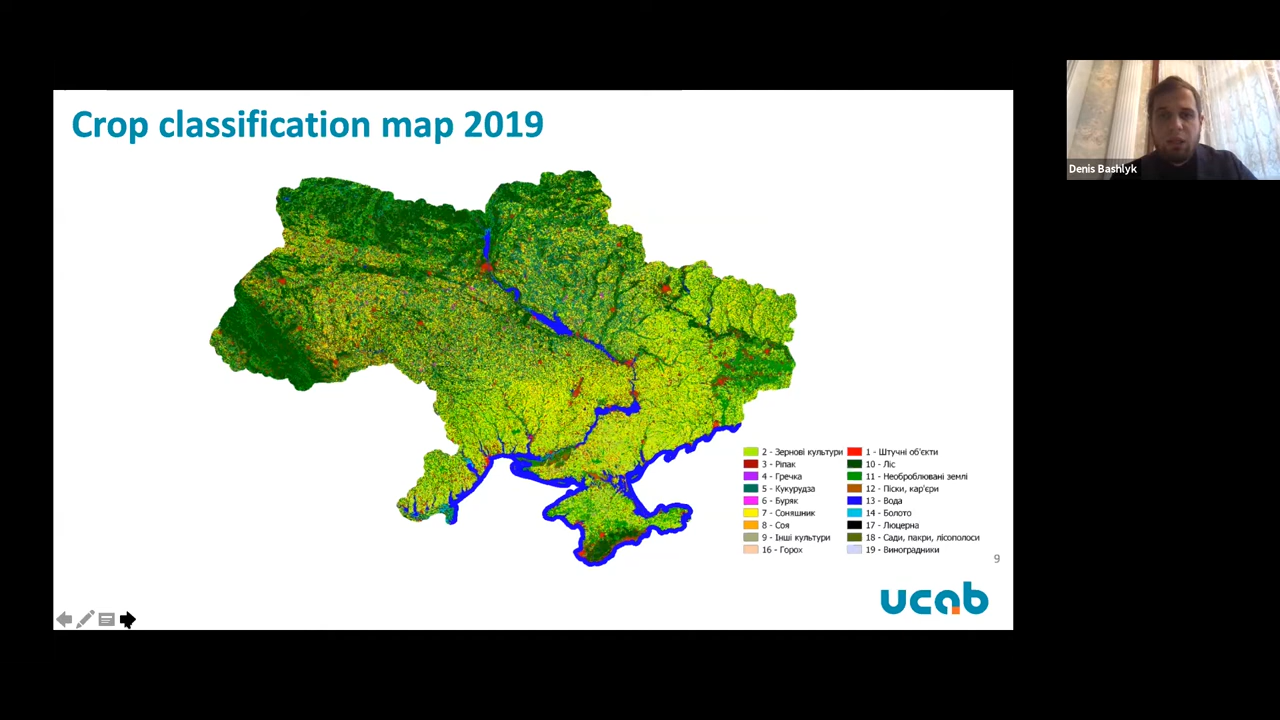 Crop classification map 2019
Denis Bashlyk
2 - Зернові культури
3 - Ріпак
4 - Гречка
5 - Кукурудза
6 - Буряк
7 - Соняшник
8 - Соя
9 - Інші культури
16 - Горох
1 - Штучні об'єкти
10 - Ліс
11 - Необроблювані землі
12 - Піски, кар'єри
13 - Вода
14 - Болото
17 - Люцерна
18 - Сади, пакри, лісополоси
19 - Виноградники
9
ucab